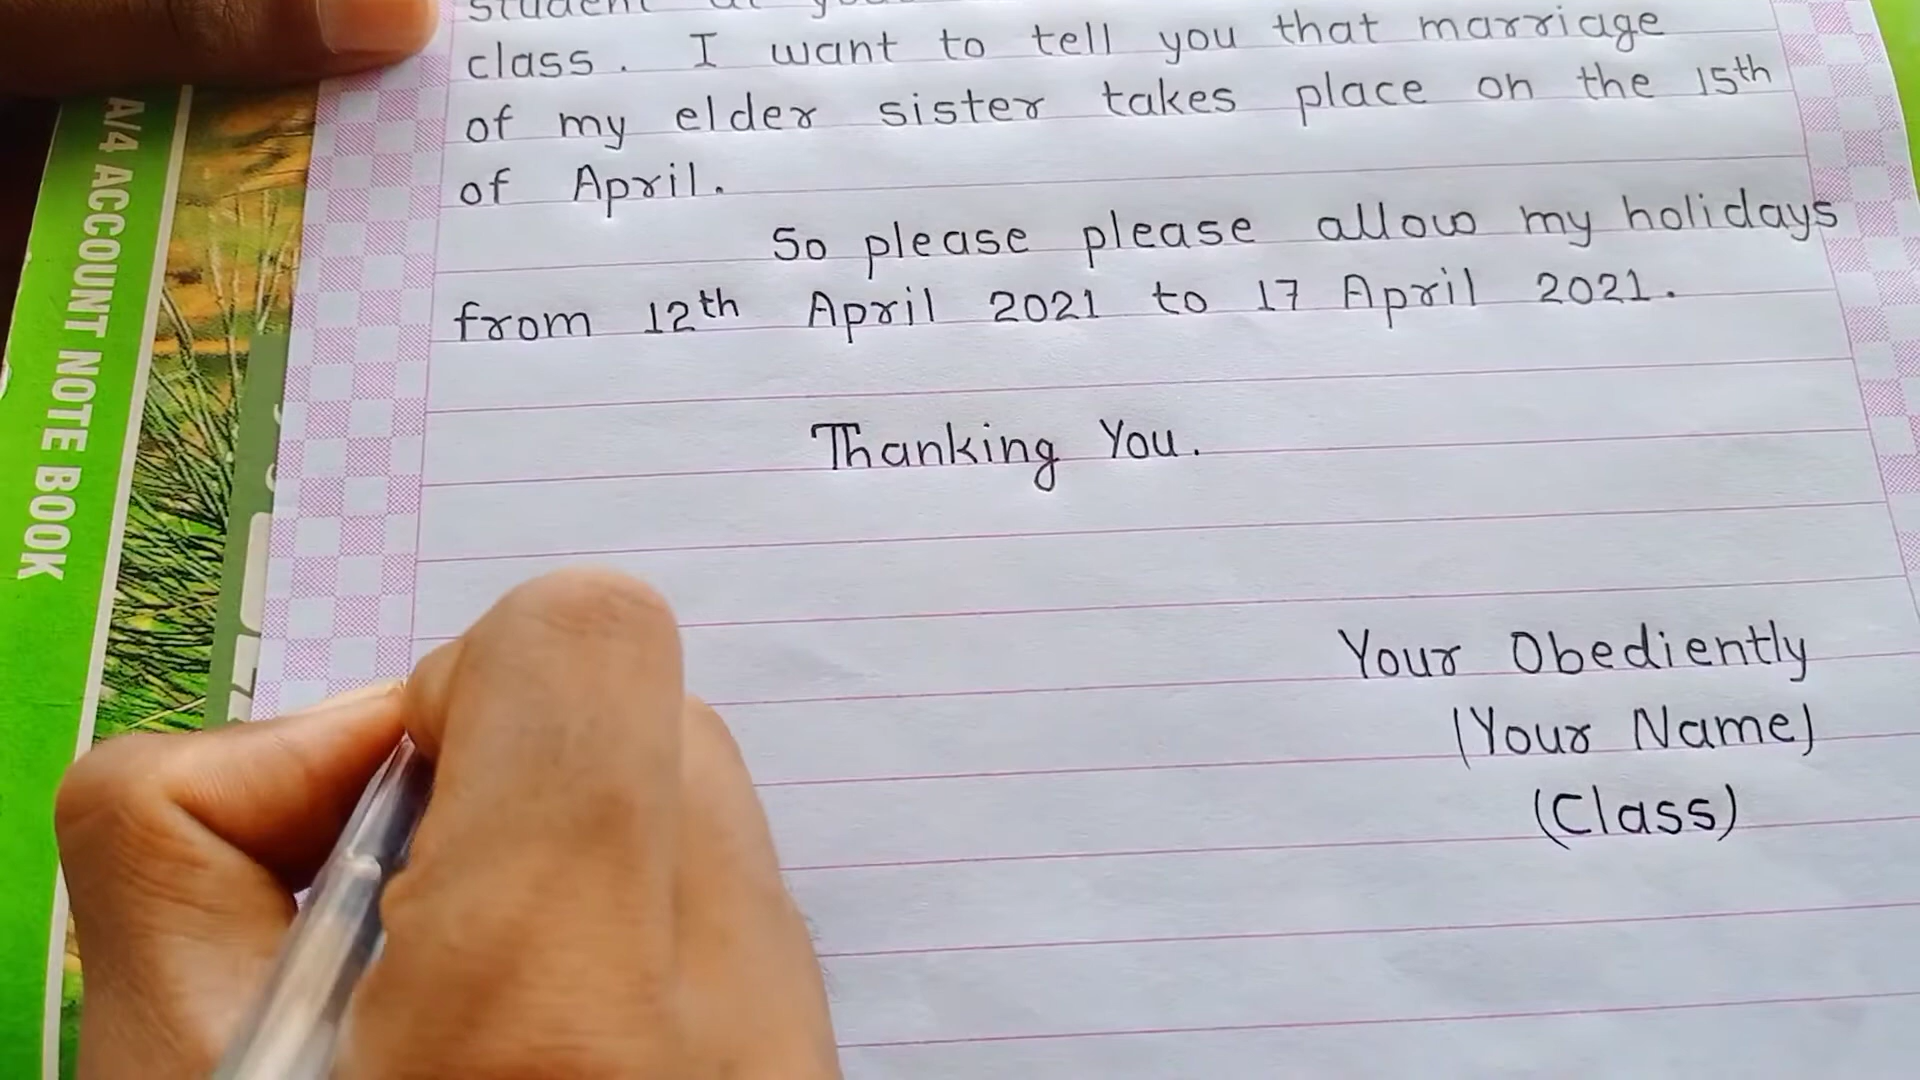 student
class. I want to tell you that marriage
of my elder sister takes place on the 15th
of April.
So please please allow my holidays
from 12th April 2021 to 17 April 2021.
Thanking You.
Your Obediently
(Your Name)
(Class)
A/4 ACCOUNT NOTE BOOK